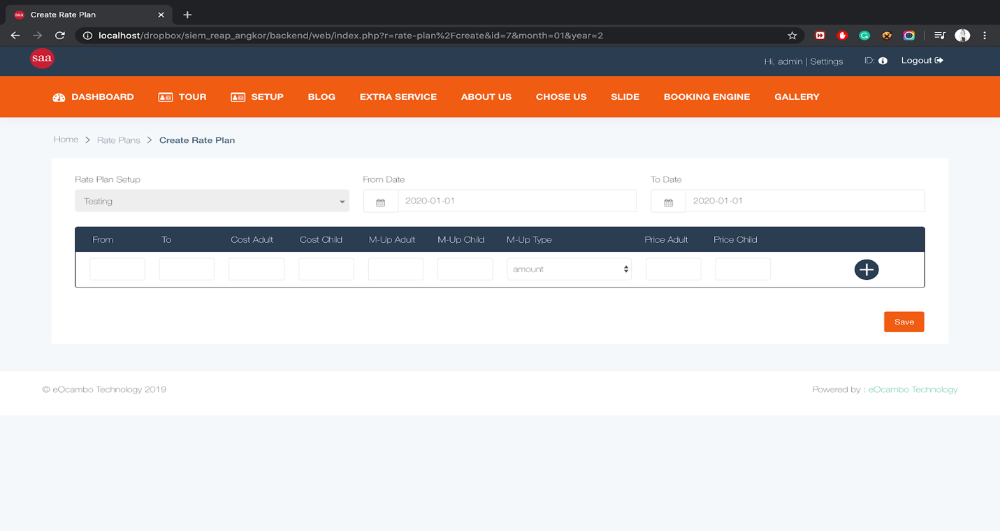 saa Create Rate Plan
localhost/dropbox/siem_reap_angkor/backend/web/index.php?r=rate-plan%2Fcreate&id=7&month=01&year=2
saa
Hi, admin | Settings ID: Logout
DASHBOARD TOUR SETUP BLOG EXTRA SERVICE ABOUT US CHOSE US SLIDE BOOKING ENGINE GALLERY
Home > Rate Plans > Create Rate Plan
Rate Plan Setup From Date To Date
Testing 2020-01-01 2020-01-01
From To Cost Adult Cost Child M-Up Adult M-Up Child M-Up Type Price Adult Price Child
amount
Save
© eOcambo Technology 2019 Powered by : eOcambo Technology